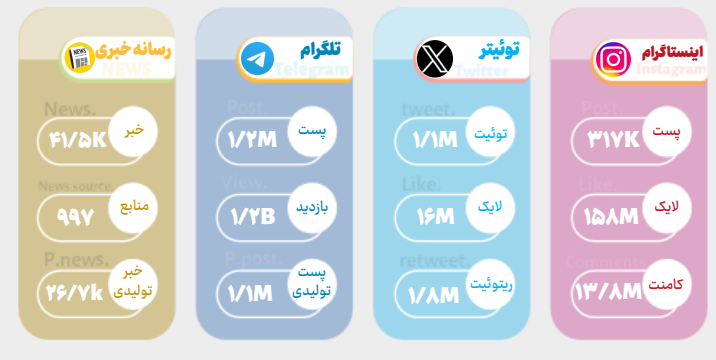 اینستاگرام
Instagram
Post.
پست
۳۱۷K
Like.
لایک
۱۵۸M
Comments
کامنت
۱۳/۸M
توئیتر
Twitter
tweet.
توئیت
۱/۱M
Like.
لایک
۱۶M
retweet.
ریتوئیت
۱/۸M
تلگرام
Telegram
Post
پست
۱/۲M
View.
بازدید
۱/۲B
P.post.
پست
تولیدی
۱/۱M
رسانه خبری
NEWS
NEWS
News.
خبر
۴۱/۵K
News source.
منابع
۹۹۷
P.news.
خبر
تولیدی
۲۶/۷k